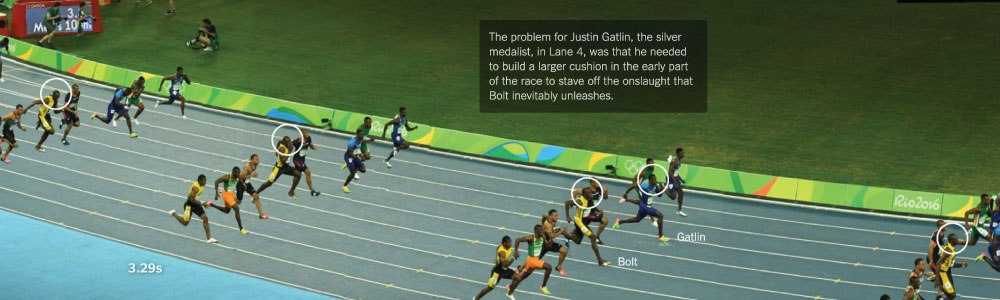 Me
10
The problem for Justin Gatlin, the silver
medalist, in Lane 4, was that he needed
to build a larger cushion in the early part
of the race to stave off the onslaught that
Bolt inevitably unleashes.
Rio2016
Gatlin
Bolt
3.29s